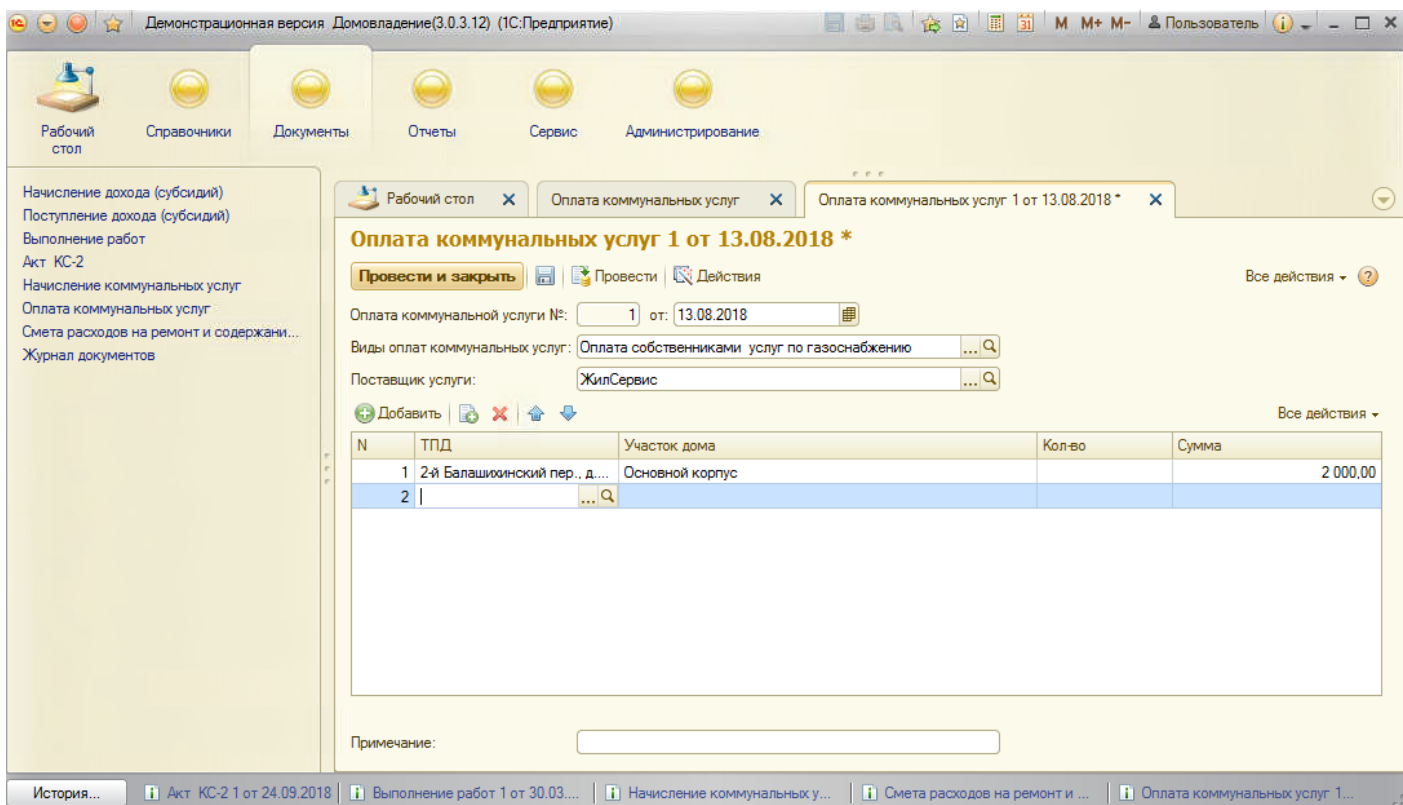 Демонстрационная версия Домовладение(3.0.3.12) (1С:Предприятие)
31 M M+ M- Пользователь
Рабочий стол
Справочники
Документы
Отчеты
Сервис
Администрирование
Начисление дохода (субсидий)
Поступление дохода (субсидий)
Выполнение работ
Акт КС-2
Начисление коммунальных услуг
Оплата коммунальных услуг
Смета расходов на ремонт и содержани...
Журнал документов
Рабочий стол
Оплата коммунальных услуг
Оплата коммунальных услуг 1 от 13.08.2018 *
Оплата коммунальных услуг 1 от 13.08.2018 *
Провести и закрыть Провести Действия Все действия
Оплата коммунальной услуги №: 1 от: 13.08.2018
Виды оплат коммунальных услуг: Оплата собственниками услуг по газоснабжению ...
Поставщик услуги: ЖилСервис ...
Добавить Все действия
N ТПД Участок дома Кол-во Сумма
1 2-й Балашихинский пер., д.... Основной корпус 2 000,00
2 ...
Примечание:
История... Акт КС-2 1 от 24.09.2018 Выполнение работ 1 от 30.03.... Начисление коммунальных у... Смета расходов на ремонт и ... Оплата коммунальных услуг 1...